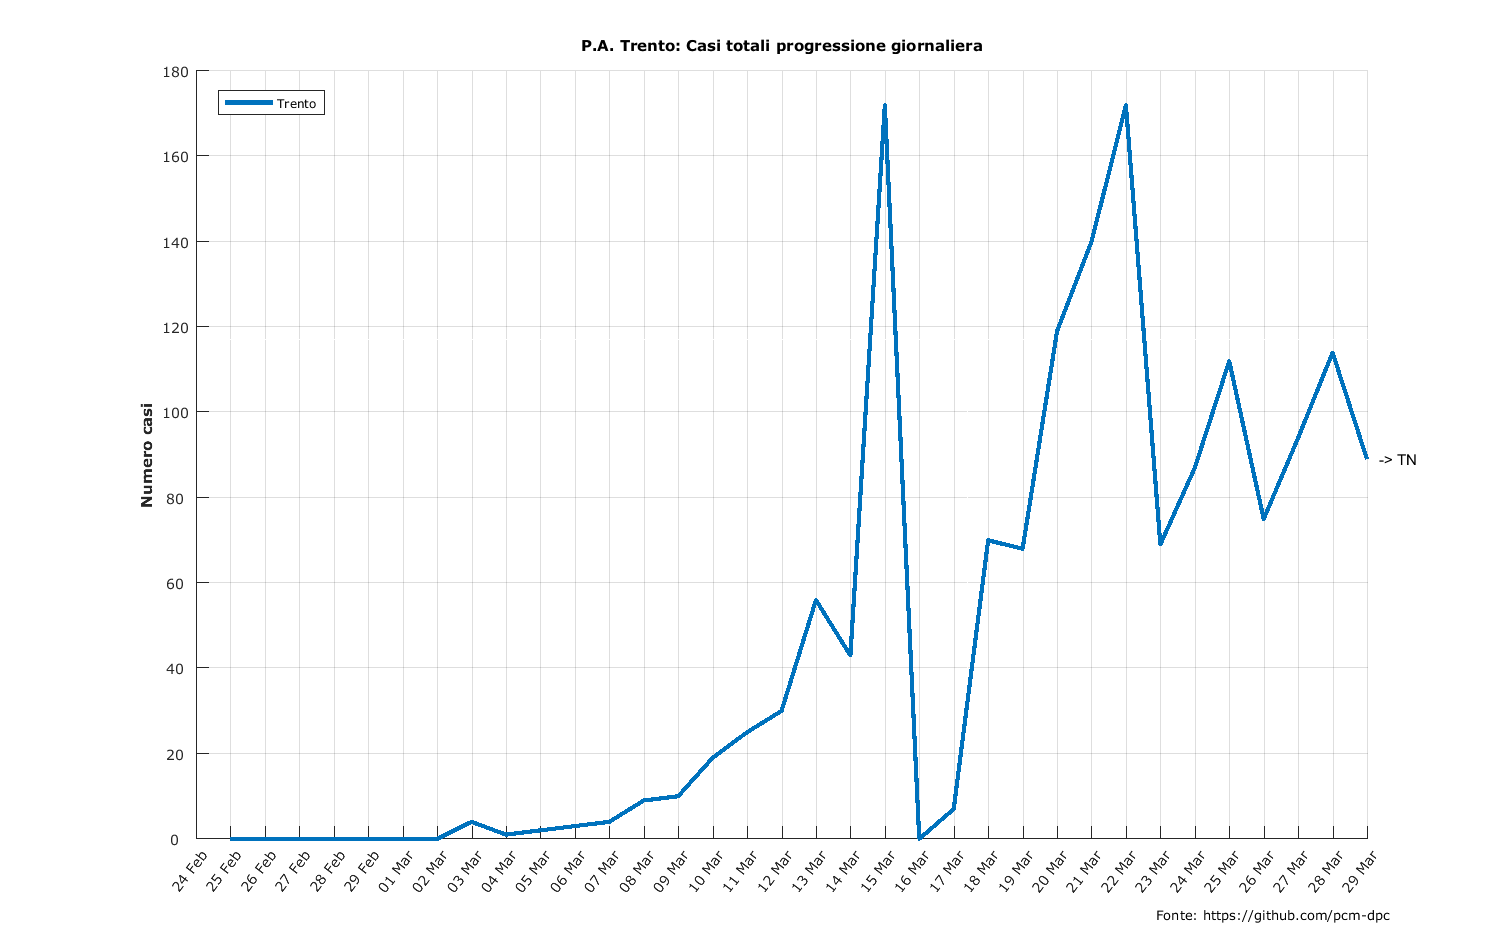 P.A. Trento: Casi totali progressione giornaliera
180
Trento
160
140
120
100
80
60
40
20
0
Numero casi
-> TN
24 Feb
25 Feb
26 Feb
27 Feb
28 Feb
29 Feb
01 Mar
02 Mar
03 Mar
04 Mar
05 Mar
06 Mar
07 Mar
08 Mar
09 Mar
10 Mar
11 Mar
12 Mar
13 Mar
14 Mar
15 Mar
16 Mar
17 Mar
18 Mar
19 Mar
20 Mar
21 Mar
22 Mar
23 Mar
24 Mar
25 Mar
26 Mar
27 Mar
28 Mar
29 Mar
Fonte: https://github.com/pcm-dpc